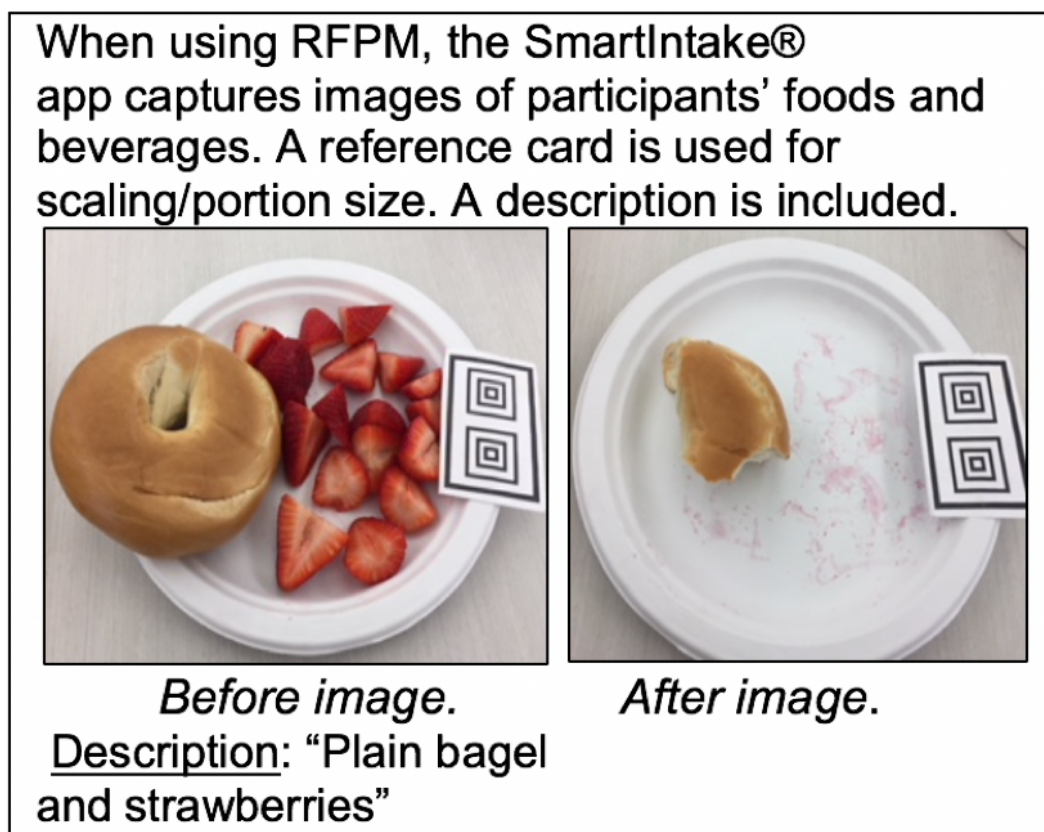 When using RFPM, the SmartIntake®
app captures images of participants’ foods and
beverages. A reference card is used for
scaling/portion size. A description is included.
Before image.
After image.
Description: “Plain bagel
and strawberries”